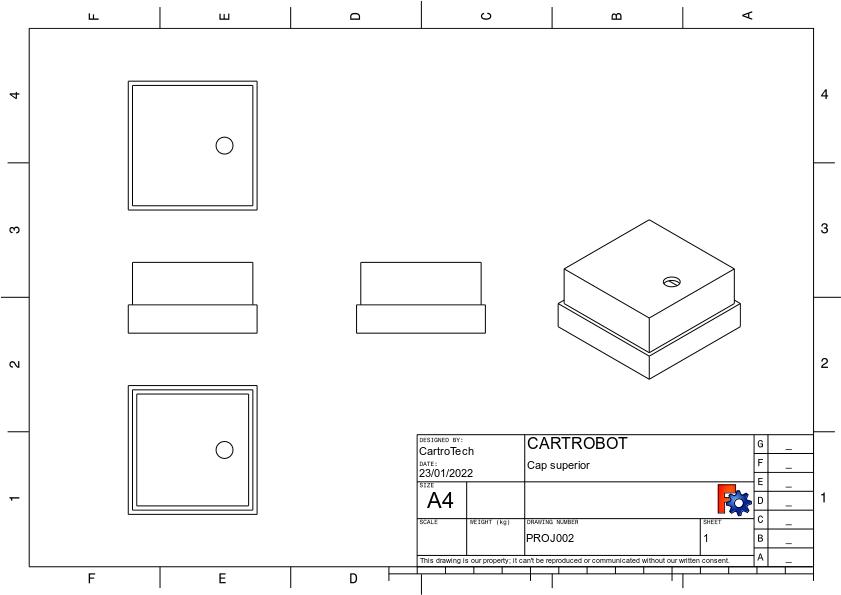 F E D C B A
4 4
3 3
2 2
1 1
DESIGNED BY:
CartroTech
DATE:
23/01/2022
CARTROBOT
Cap superior
SIZE
A4
SCALE
WEIGHT (kg)
DRAWING NUMBER
PROJ002
SHEET
1
G _
F _
E _
D _
C _
B _
A _
This drawing is our property; it can't be reproduced or communicated without our written consent.
F E D C B A